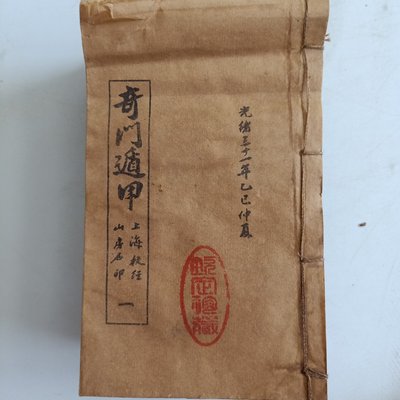 光緒三十一年乙巳仲夏
奇門遁甲
上海校經
山房石印
一